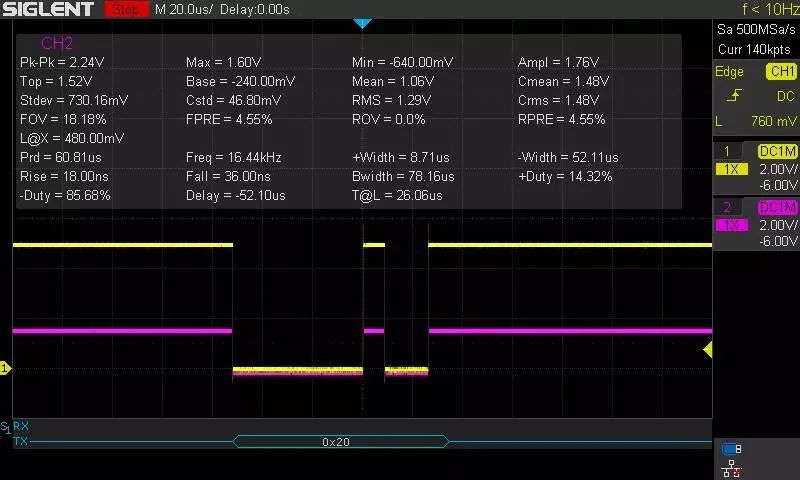 SIGLENT Stop M 20.0us/ Delay:0.00s f < 10Hz
Sa 500MSa/s
Curr 140kpts
Edge CH1
DC
L 760 mV
1 DC1M
1X 2.00V/
-6.00V
2 DC1M
1X 2.00V/
-6.00V
CH2
Pk-Pk = 2.24V Max = 1.60V Min = -640.00mV Ampl = 1.76V
Top = 1.52V Base = -240.00mV Mean = 1.06V Cmean = 1.48V
Stdev = 730.16mV Cstd = 46.80mV RMS = 1.29V Crms = 1.48V
FOV = 18.18% FPRE = 4.55% ROV = 0.0% RPRE = 4.55%
L@X = 480.00mV
Prd = 60.81us Freq = 16.44kHz +Width = 8.71us -Width = 52.11us
Rise = 18.00ns Fall = 36.00ns Bwidth = 78.16us +Duty = 14.32%
-Duty = 85.68% Delay = -52.10us T@L = 26.06us
1
S1 RX
TX 0x20